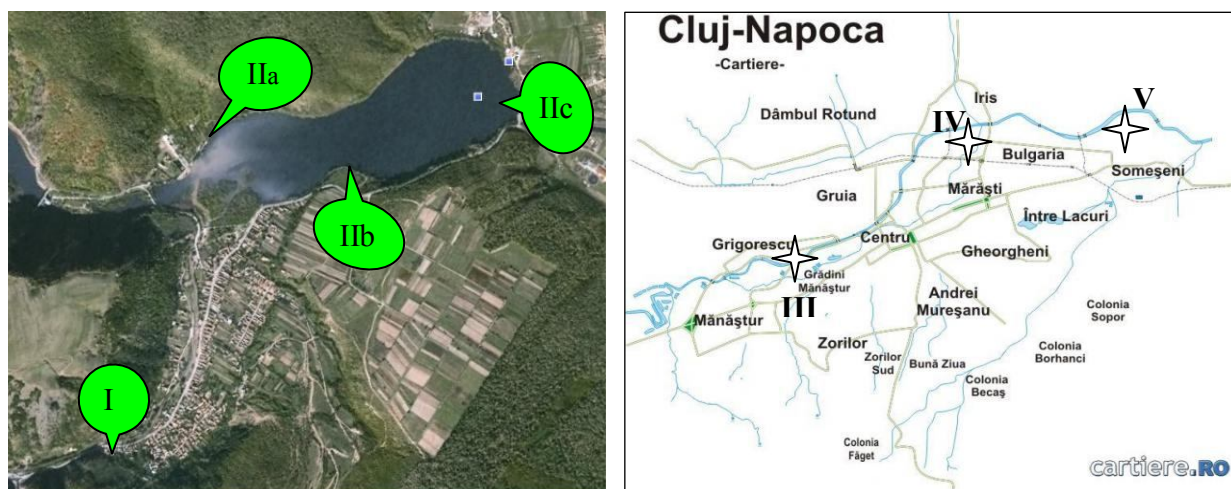 IIa
IIc
IIb
I
Cluj-Napoca
-Cartiere-
Iris
V
Dâmbul Rotund
IV
Bulgaria
Someşeni
Gruia
Mărăşti
Între Lacuri
Grigorescu
Centru
Gheorgheni
Grădini
Mănăştur
III
Andrei
Mureşanu
Colonia
Sopor
Mănăştur
Zorilor
Zorilor
Sud
Bună Ziua
Colonia
Borhanci
Colonia
Becaş
Colonia
Făget
cartiere.RO